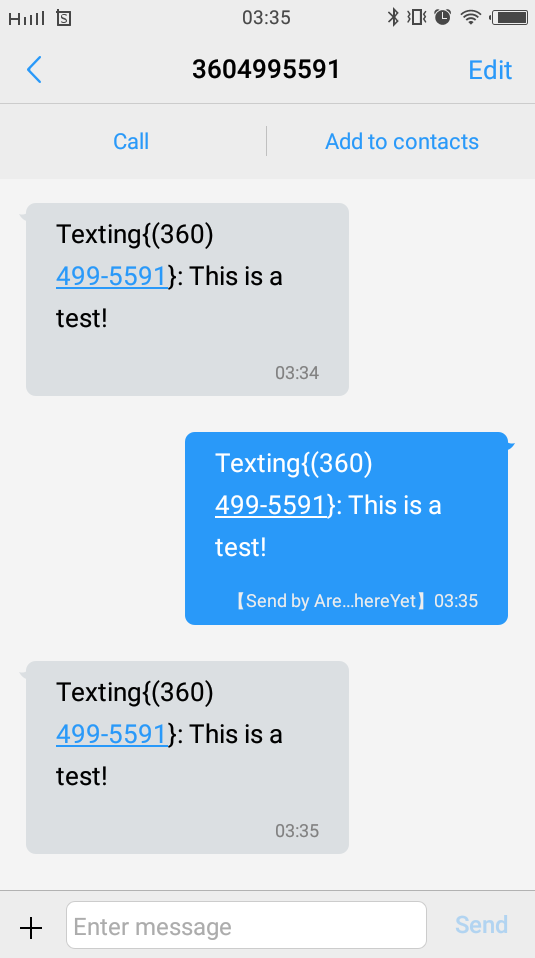 03:35
3604995591
Edit
Call
Add to contacts
Texting{(360)
499-5591}: This is a
test!
03:34
Texting{(360)
499-5591}: This is a
test!
【Send by Are...hereYet】03:35
Texting{(360)
499-5591}: This is a
test!
03:35
Enter message
Send